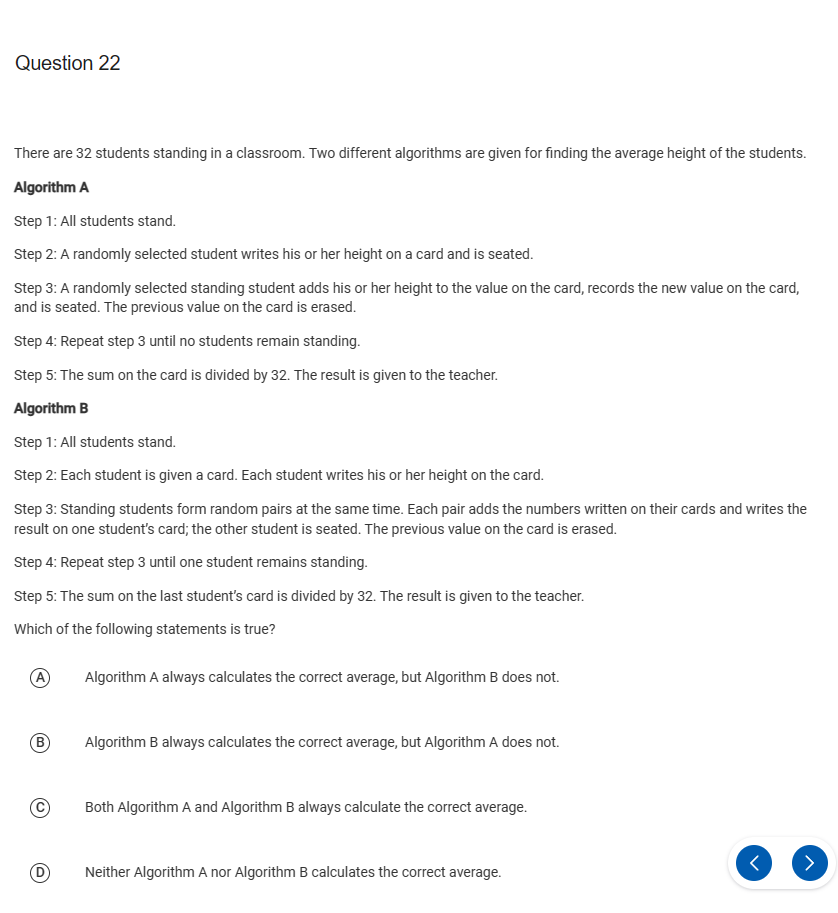 Question 22
There are 32 students standing in a classroom. Two different algorithms are given for finding the average height of the students.
Algorithm A
Step 1: All students stand.
Step 2: A randomly selected student writes his or her height on a card and is seated.
Step 3: A randomly selected standing student adds his or her height to the value on the card, records the new value on the card,
and is seated. The previous value on the card is erased.
Step 4: Repeat step 3 until no students remain standing.
Step 5: The sum on the card is divided by 32. The result is given to the teacher.
Algorithm B
Step 1: All students stand.
Step 2: Each student is given a card. Each student writes his or her height on the card.
Step 3: Standing students form random pairs at the same time. Each pair adds the numbers written on their cards and writes the
result on one student’s card; the other student is seated. The previous value on the card is erased.
Step 4: Repeat step 3 until one student remains standing.
Step 5: The sum on the last student’s card is divided by 32. The result is given to the teacher.
Which of the following statements is true?
A Algorithm A always calculates the correct average, but Algorithm B does not.
B Algorithm B always calculates the correct average, but Algorithm A does not.
C Both Algorithm A and Algorithm B always calculate the correct average.
D Neither Algorithm A nor Algorithm B calculates the correct average.